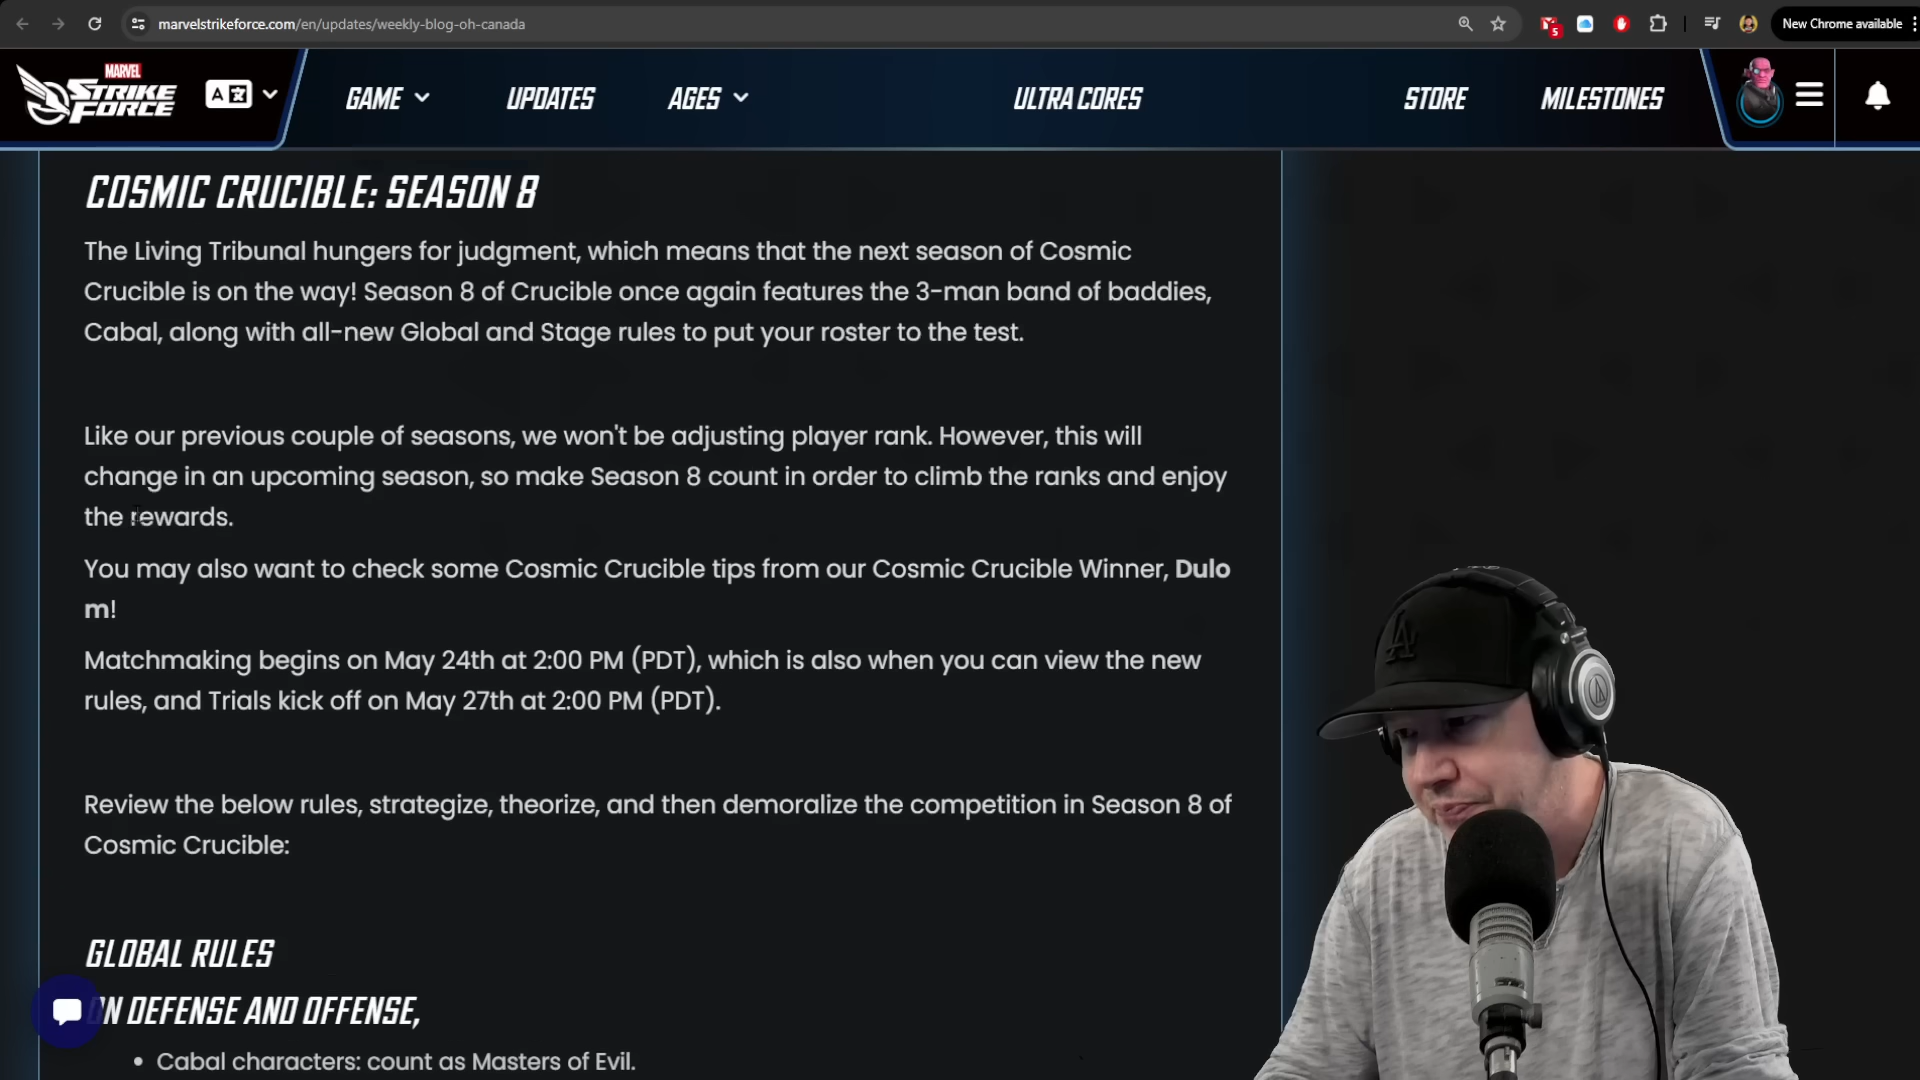 marvelstrikeforce.com/en/updates/weekly-blog-oh-canada
5
New Chrome available
MARVEL
STRIKE
FORCE
A文
GAME
UPDATES
AGES
ULTRA CORES
STORE
MILESTONES
COSMIC CRUCIBLE: SEASON 8
The Living Tribunal hungers for judgment, which means that the next season of Cosmic
Crucible is on the way! Season 8 of Crucible once again features the 3-man band of baddies,
Cabal, along with all-new Global and Stage rules to put your roster to the test.
Like our previous couple of seasons, we won't be adjusting player rank. However, this will
change in an upcoming season, so make Season 8 count in order to climb the ranks and enjoy
the rewards.
You may also want to check some Cosmic Crucible tips from our Cosmic Crucible Winner, Dulo
m!
Matchmaking begins on May 24th at 2:00 PM (PDT), which is also when you can view the new
rules, and Trials kick off on May 27th at 2:00 PM (PDT).
Review the below rules, strategize, theorize, and then demoralize the competition in Season 8 of
Cosmic Crucible:
GLOBAL RULES
ON DEFENSE AND OFFENSE,
• Cabal characters: count as Masters of Evil.